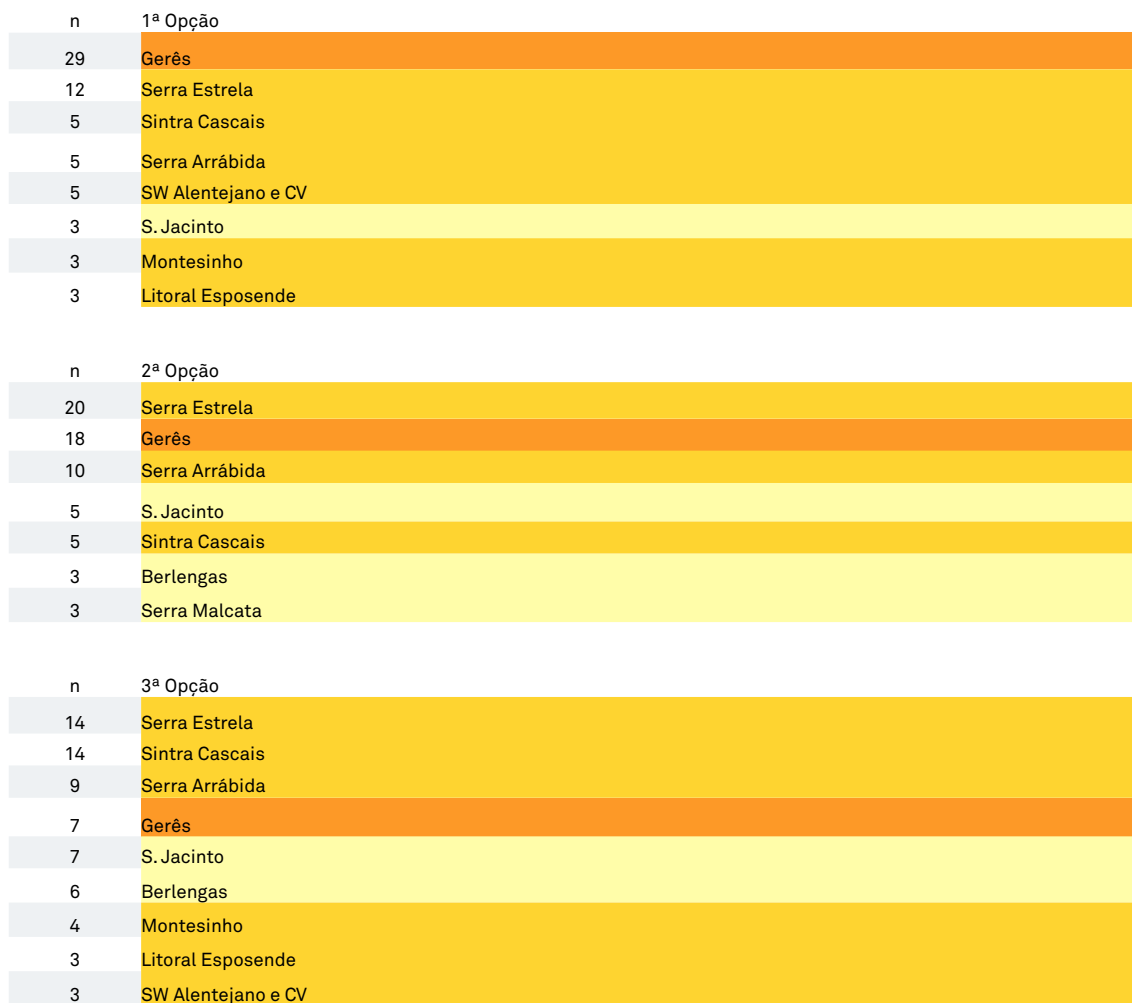 n 1ª Opção
29 Gerês
12 Serra Estrela
5 Sintra Cascais
5 Serra Arrábida
5 SW Alentejano e CV
3 S. Jacinto
3 Montesinho
3 Litoral Esposende
n 2ª Opção
20 Serra Estrela
18 Gerês
10 Serra Arrábida
5 S. Jacinto
5 Sintra Cascais
3 Berlengas
3 Serra Malcata
n 3ª Opção
14 Serra Estrela
14 Sintra Cascais
9 Serra Arrábida
7 Gerês
7 S. Jacinto
6 Berlengas
4 Montesinho
3 Litoral Esposende
3 SW Alentejano e CV